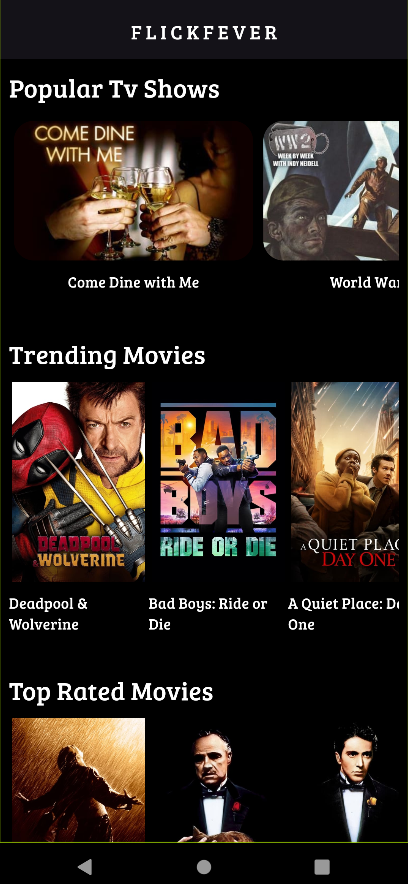 FLICKFEVER
Popular Tv Shows
COME DINE
WITH ME
WW2
WEEK BY WEEK
WITH INDY NEIDELL
Come Dine with Me
World War
Trending Movies
DEADPOOL
& WOLVERINE
BAD
BOYS
RIDE OR DIE
A QUIET PLAC
DAY ONE
Deadpool &
Wolverine
Bad Boys: Ride or
Die
A Quiet Place: D
One
Top Rated Movies